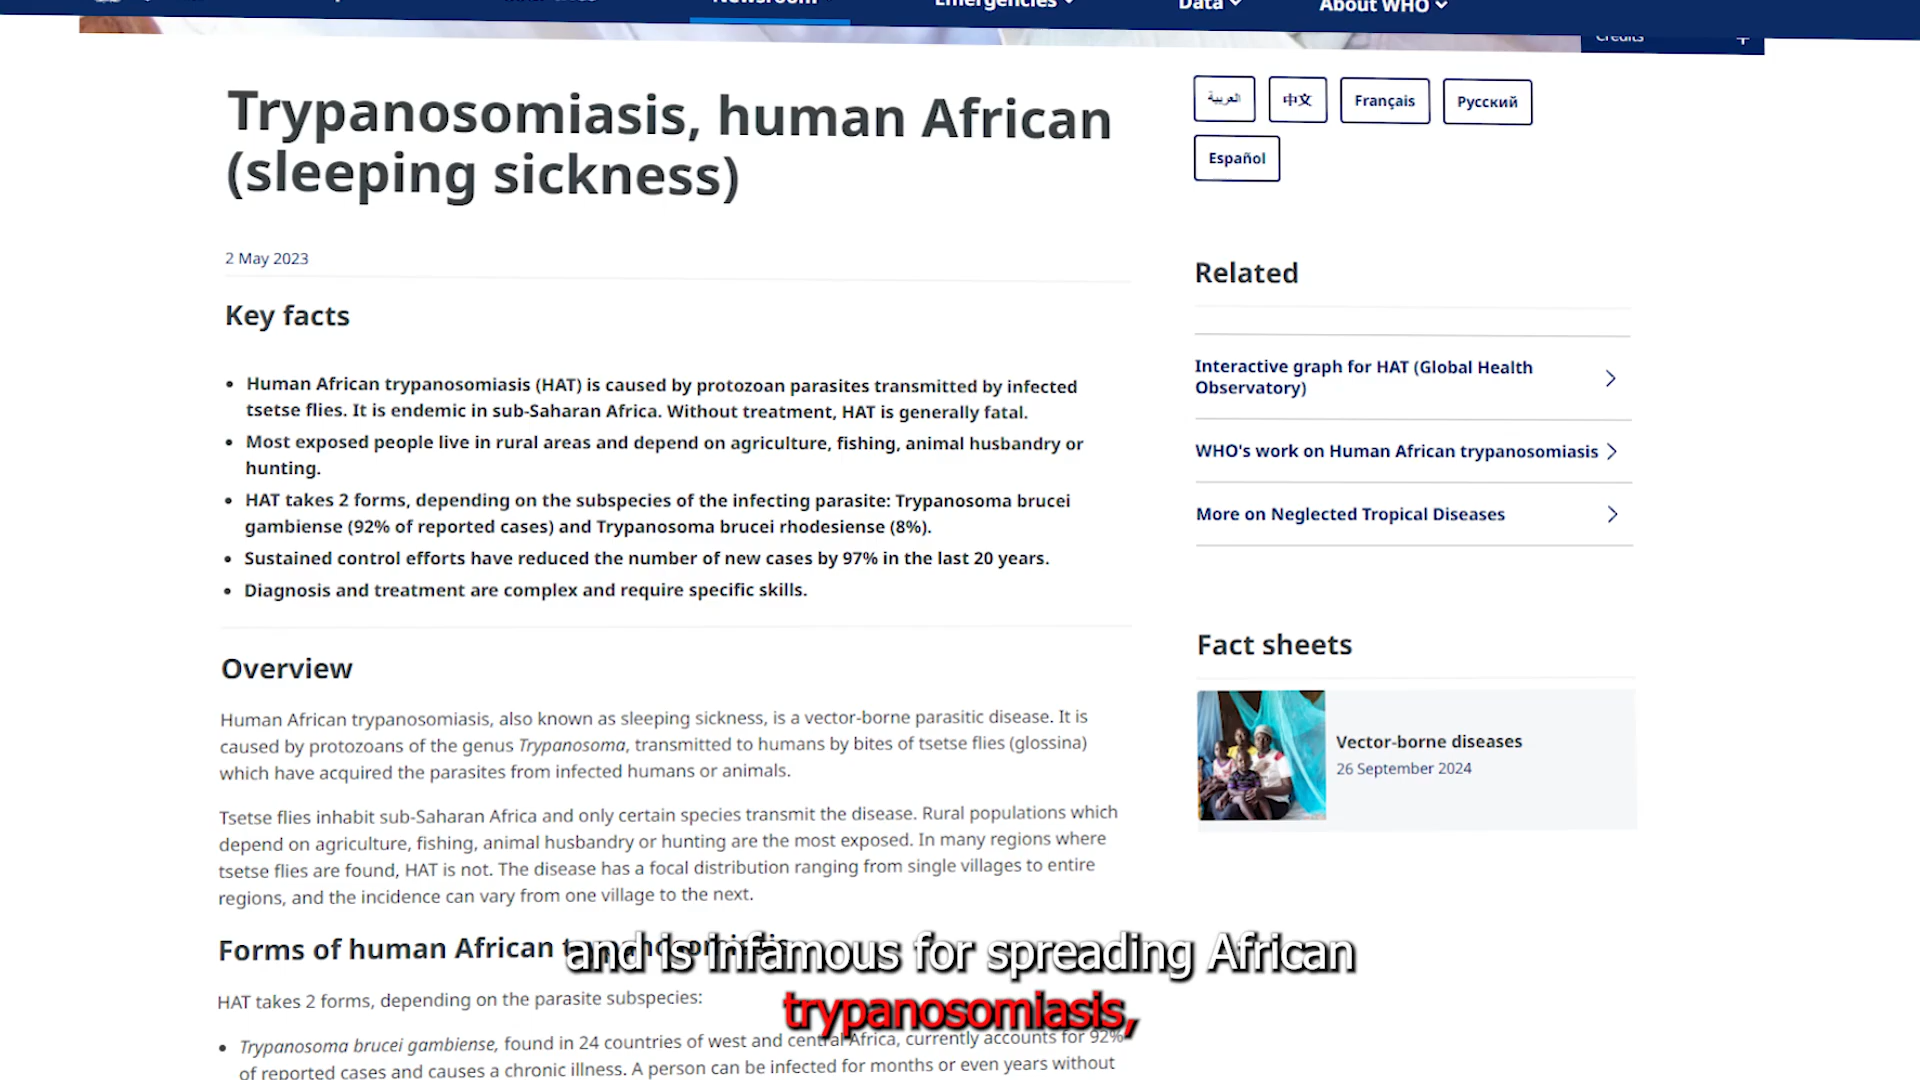 Newsroom
Emergencies
Data
About WHO
Credits
Trypanosomiasis, human African
(sleeping sickness)
العربية
中文
Français
Русский
Español
2 May 2023
Key facts
• Human African trypanosomiasis (HAT) is caused by protozoan parasites transmitted by infected
tsetse flies. It is endemic in sub-Saharan Africa. Without treatment, HAT is generally fatal.
• Most exposed people live in rural areas and depend on agriculture, fishing, animal husbandry or
hunting.
• HAT takes 2 forms, depending on the subspecies of the infecting parasite: Trypanosoma brucei
gambiense (92% of reported cases) and Trypanosoma brucei rhodesiense (8%).
• Sustained control efforts have reduced the number of new cases by 97% in the last 20 years.
• Diagnosis and treatment are complex and require specific skills.
Overview
Human African trypanosomiasis, also known as sleeping sickness, is a vector-borne parasitic disease. It is
caused by protozoans of the genus Trypanosoma, transmitted to humans by bites of tsetse flies (glossina)
which have acquired the parasites from infected humans or animals.
Tsetse flies inhabit sub-Saharan Africa and only certain species transmit the disease. Rural populations which
depend on agriculture, fishing, animal husbandry or hunting are the most exposed. In many regions where
tsetse flies are found, HAT is not. The disease has a focal distribution ranging from single villages to entire
regions, and the incidence can vary from one village to the next.
Forms of human African
HAT takes 2 forms, depending on the parasite subspecies:
• Trypanosoma brucei gambiense, found in 24 countries of west and central Africa, currently accounts for 92%
of reported cases and causes a chronic illness. A person can be infected for months or even years without
Related
Interactive graph for HAT (Global Health
Observatory)
WHO's work on Human African trypanosomiasis
More on Neglected Tropical Diseases
Fact sheets
Vector-borne diseases
26 September 2024
and is infamous for spreading African
trypanosomiasis,